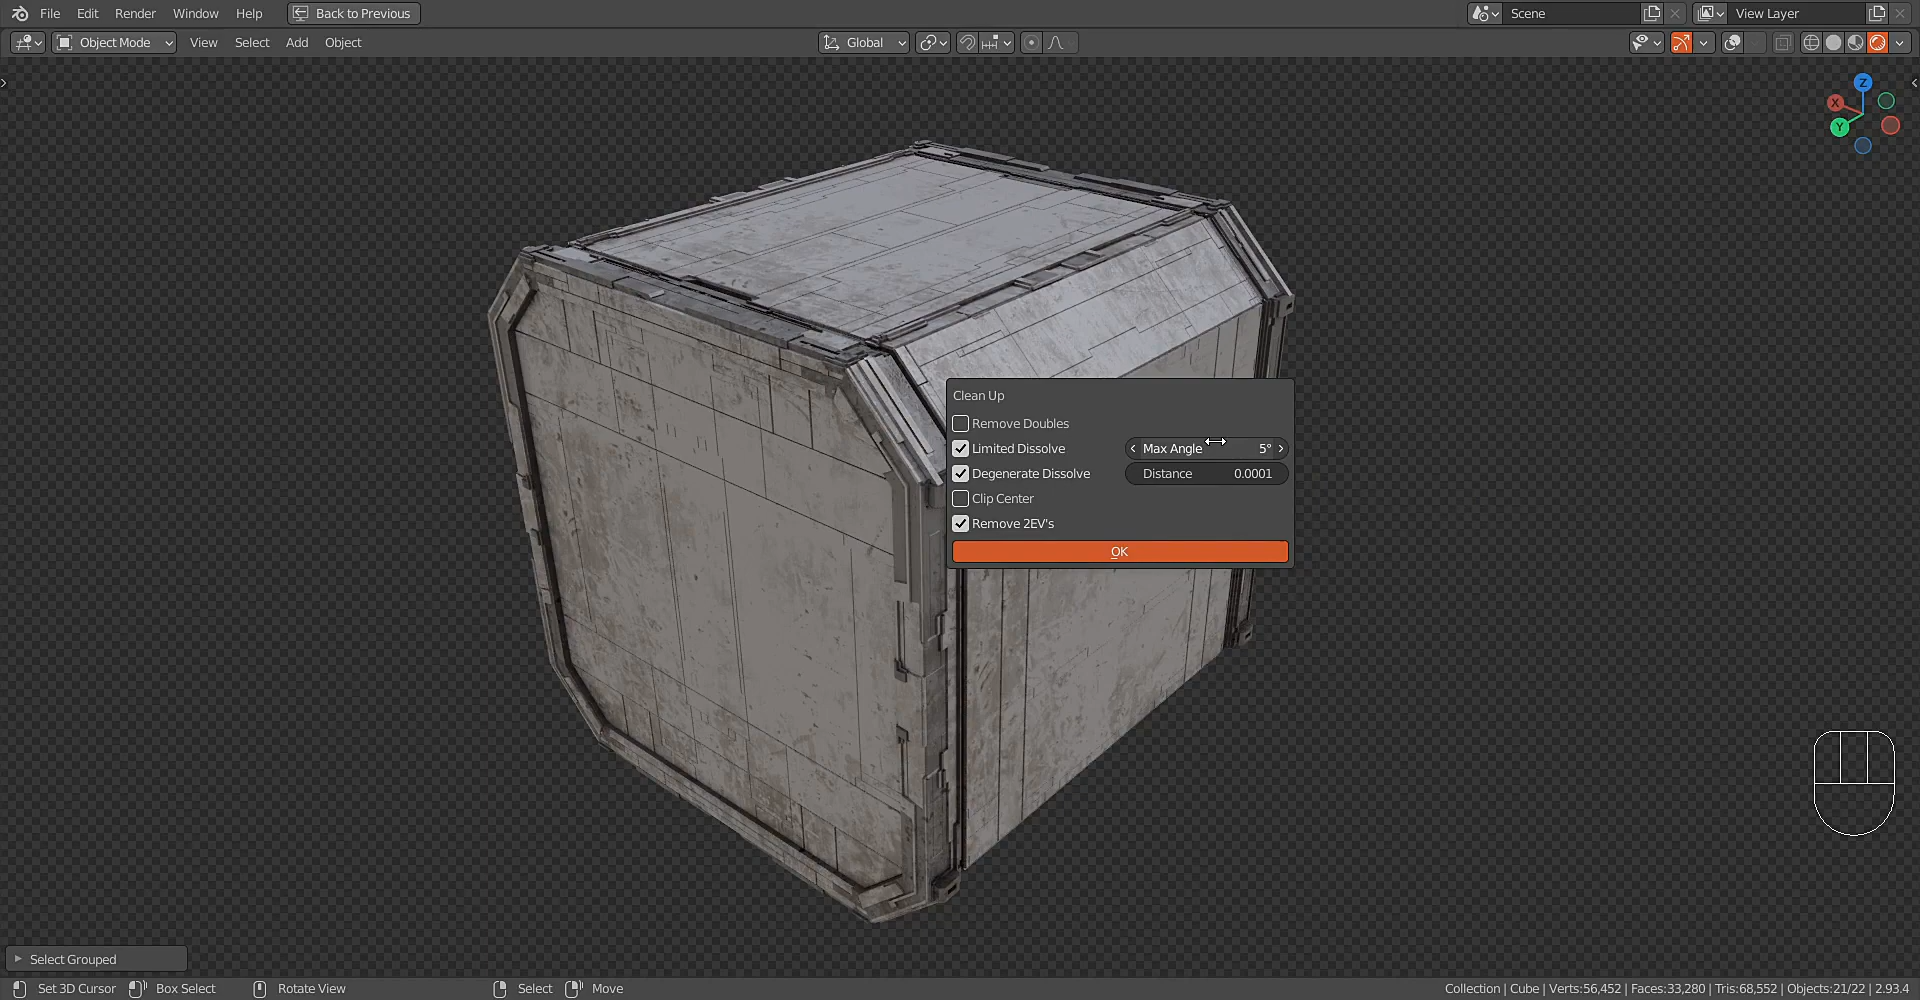 File Edit Render Window Help Back to Previous Scene View Layer
Object Mode View Select Add Object Global
Z
X
Y
Clean Up
Remove Doubles
Limited Dissolve Max Angle 5°
Degenerate Dissolve Distance 0.0001
Clip Center
Remove 2EV's
OK
Select Grouped
Set 3D Cursor Box Select Rotate View Select Move Collection | Cube | Verts:56,452 | Faces:33,280 | Tris:68,552 | Objects:21/22 | 2.93.4